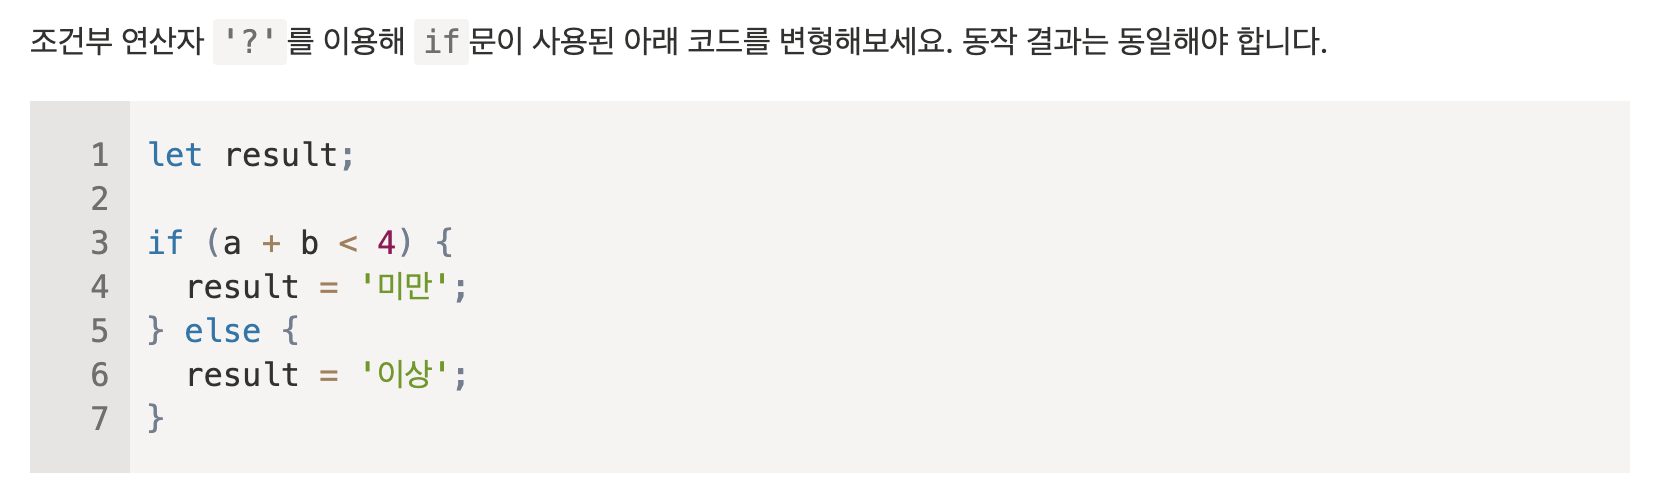 조건부 연산자 '?'를 이용해 if문이 사용된 아래 코드를 변형해보세요. 동작 결과는 동일해야 합니다.
1 let result;
2
3 if (a + b < 4) {
4   result = '미만';
5 } else {
6   result = '이상';
7 }